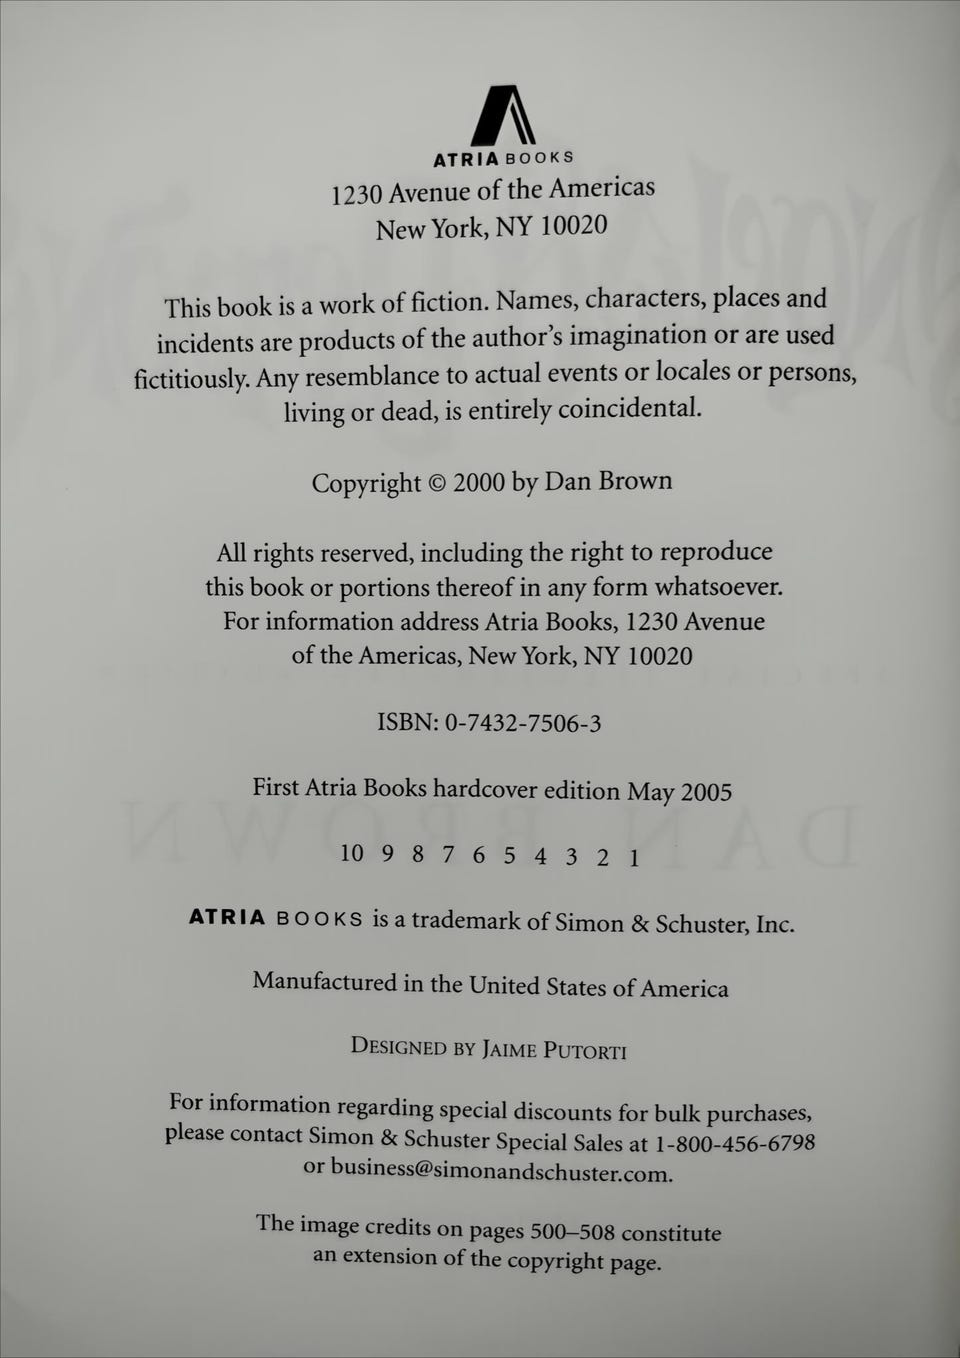 ATRIA BOOKS
1230 Avenue of the Americas
New York, NY 10020
This book is a work of fiction. Names, characters, places and
incidents are products of the author's imagination or are used
fictitiously. Any resemblance to actual events or locales or persons,
living or dead, is entirely coincidental.
Copyright © 2000 by Dan Brown
All rights reserved, including the right to reproduce
this book or portions thereof in any form whatsoever.
For information address Atria Books, 1230 Avenue
of the Americas, New York, NY 10020
ISBN: 0-7432-7506-3
First Atria Books hardcover edition May 2005
10 9 8 7 6 5 4 3 2 1
ATRIA BOOKS is a trademark of Simon & Schuster, Inc.
Manufactured in the United States of America
DESIGNED BY JAIME PUTORTI
For information regarding special discounts for bulk purchases,
please contact Simon & Schuster Special Sales at 1-800-456-6798
or business@simonandschuster.com.
The image credits on pages 500–508 constitute
an extension of the copyright page.
DAN BROWN